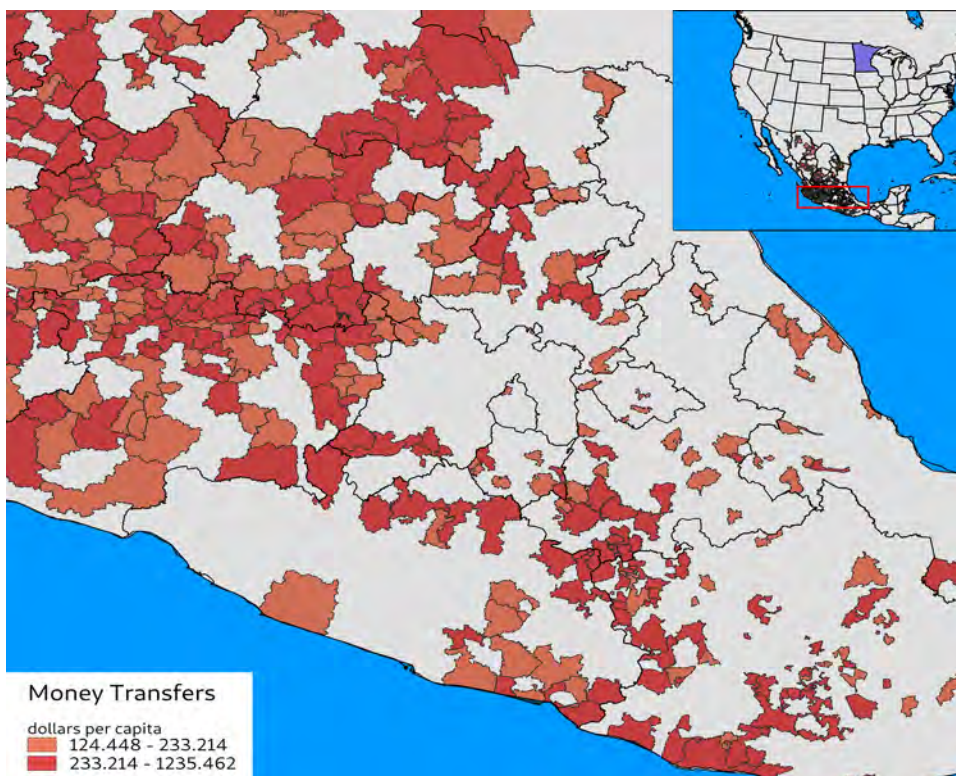 Money Transfers
dollars per capita
124.448 - 233.214
233.214 - 1235.462